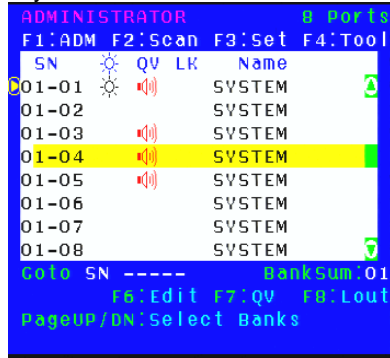 ADMINISTRATOR 8 Ports
F1:ADM F2:Scan F3:Set F4:Tool
SN QV LK Name
01-01 SYSTEM
01-02 SYSTEM
01-03 SYSTEM
01-04 SYSTEM
01-05 SYSTEM
01-06 SYSTEM
01-07 SYSTEM
01-08 SYSTEM
Goto SN ----- BankSum:01
F6:Edit F7:QV F8:Lout
PageUP/DN:Select Banks